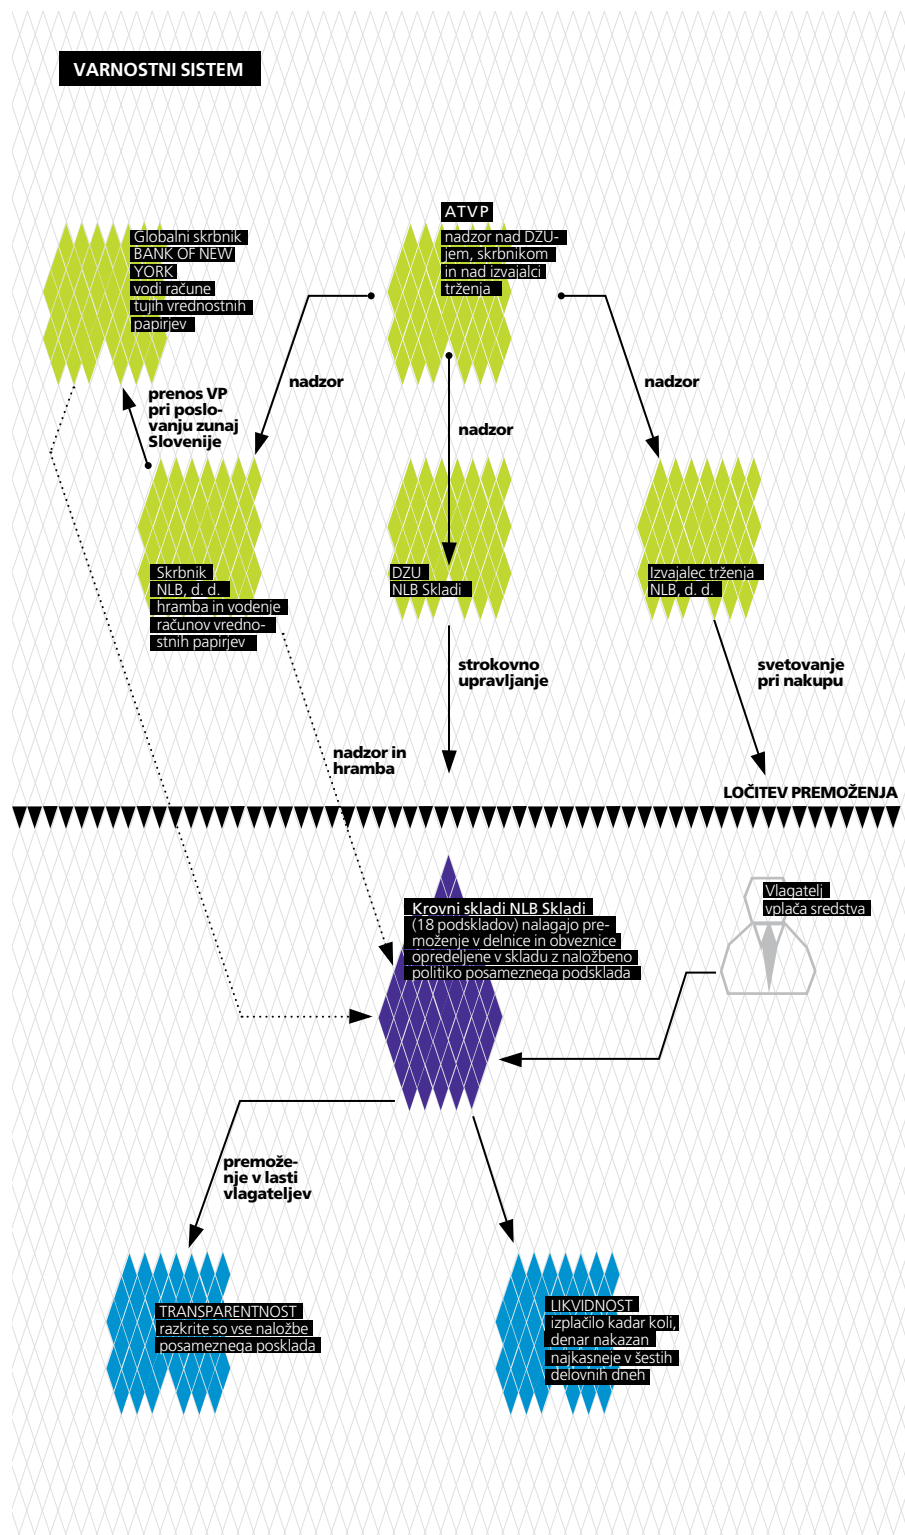 VARNOSTNI SISTEM
ATVP
nadzor nad DZU-
jem, skrbnikom
in nad izvajalci
trženja
Globalni skrbnik
BANK OF NEW
YORK
vodi račune
tujih vrednostnih
papirjev
nadzor
nadzor
nadzor
prenos VP
pri poslo-
vanju zunaj
Slovenije
Skrbnik
NLB, d. d.
hramba in vodenje
računov vredno-
stnih papirjev
DZU
NLB Skladi
Izvajalec trženja
NLB, d. d.
strokovno
upravljanje
svetovanje
pri nakupu
nadzor in
hramba
LOČITEV PREMOŽENJA
Krovni skladi NLB Skladi
(18 podskladov) nalagajo pre-
moženje v delnice in obveznice
opredeljene v skladu z naložbeno
politiko posameznega podsklada
Vlagatelj
vplača sredstva
premože-
nje v lasti
vlagateljev
TRANSPARENTNOST
razkrite so vse naložbe
posameznega posklada
LIKVIDNOST
izplačilo kadar koli,
denar nakazan
najkasneje v šestih
delovnih dneh